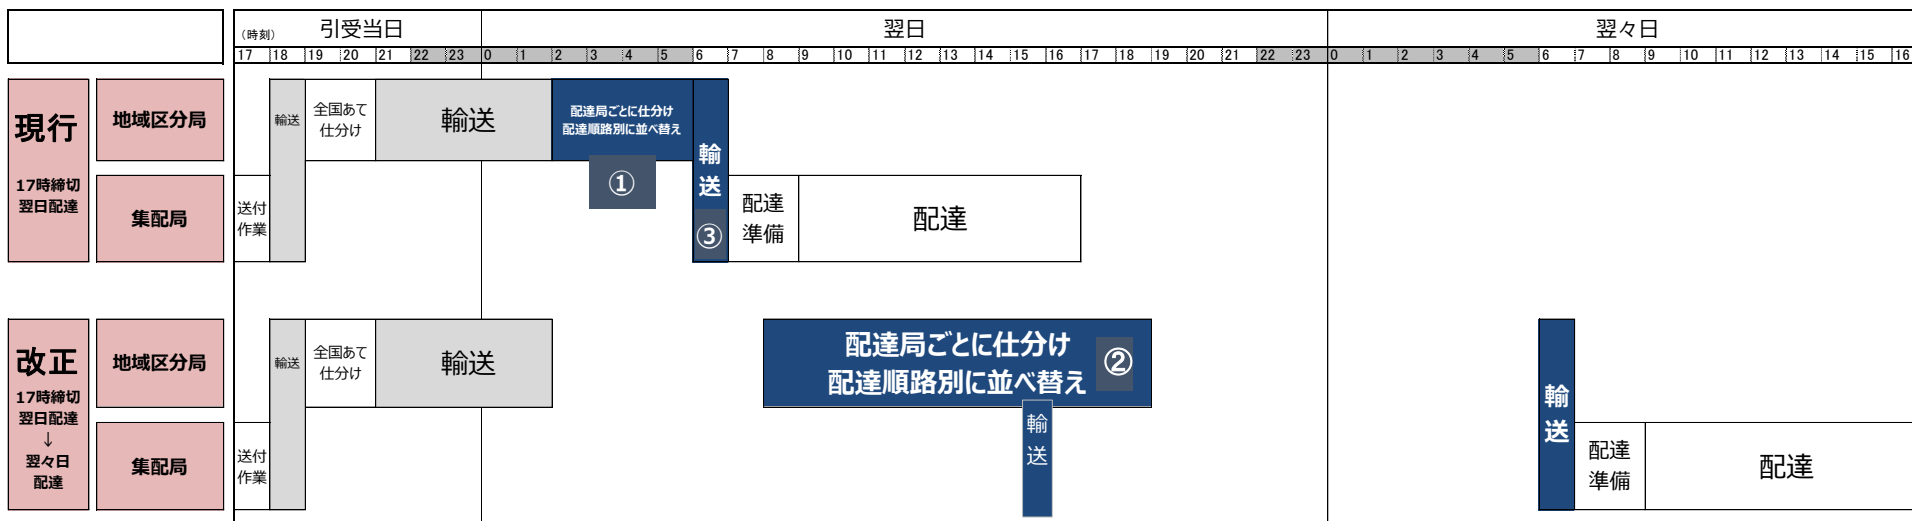 （時刻）
引受当日
翌日
翌々日
17 18 19 20 21 22 23 0 1 2 3 4 5 6 7 8 9 10 11 12 13 14 15 16 17 18 19 20 21 22 23 0 1 2 3 4 5 6 7 8 9 10 11 12 13 14 15 16
現行
17時締切
翌日配達
地域区分局
集配局
送付
作業
輸送
全国あて
仕分け
輸送
配達局ごとに仕分け
配達順路別に並べ替え
①
輸
送
③
配達
準備
配達
改正
17時締切
翌日配達
↓
翌々日
配達
地域区分局
集配局
送付
作業
輸送
全国あて
仕分け
輸送
配達局ごとに仕分け
配達順路別に並べ替え
②
輸
送
輸
送
配達
準備
配達